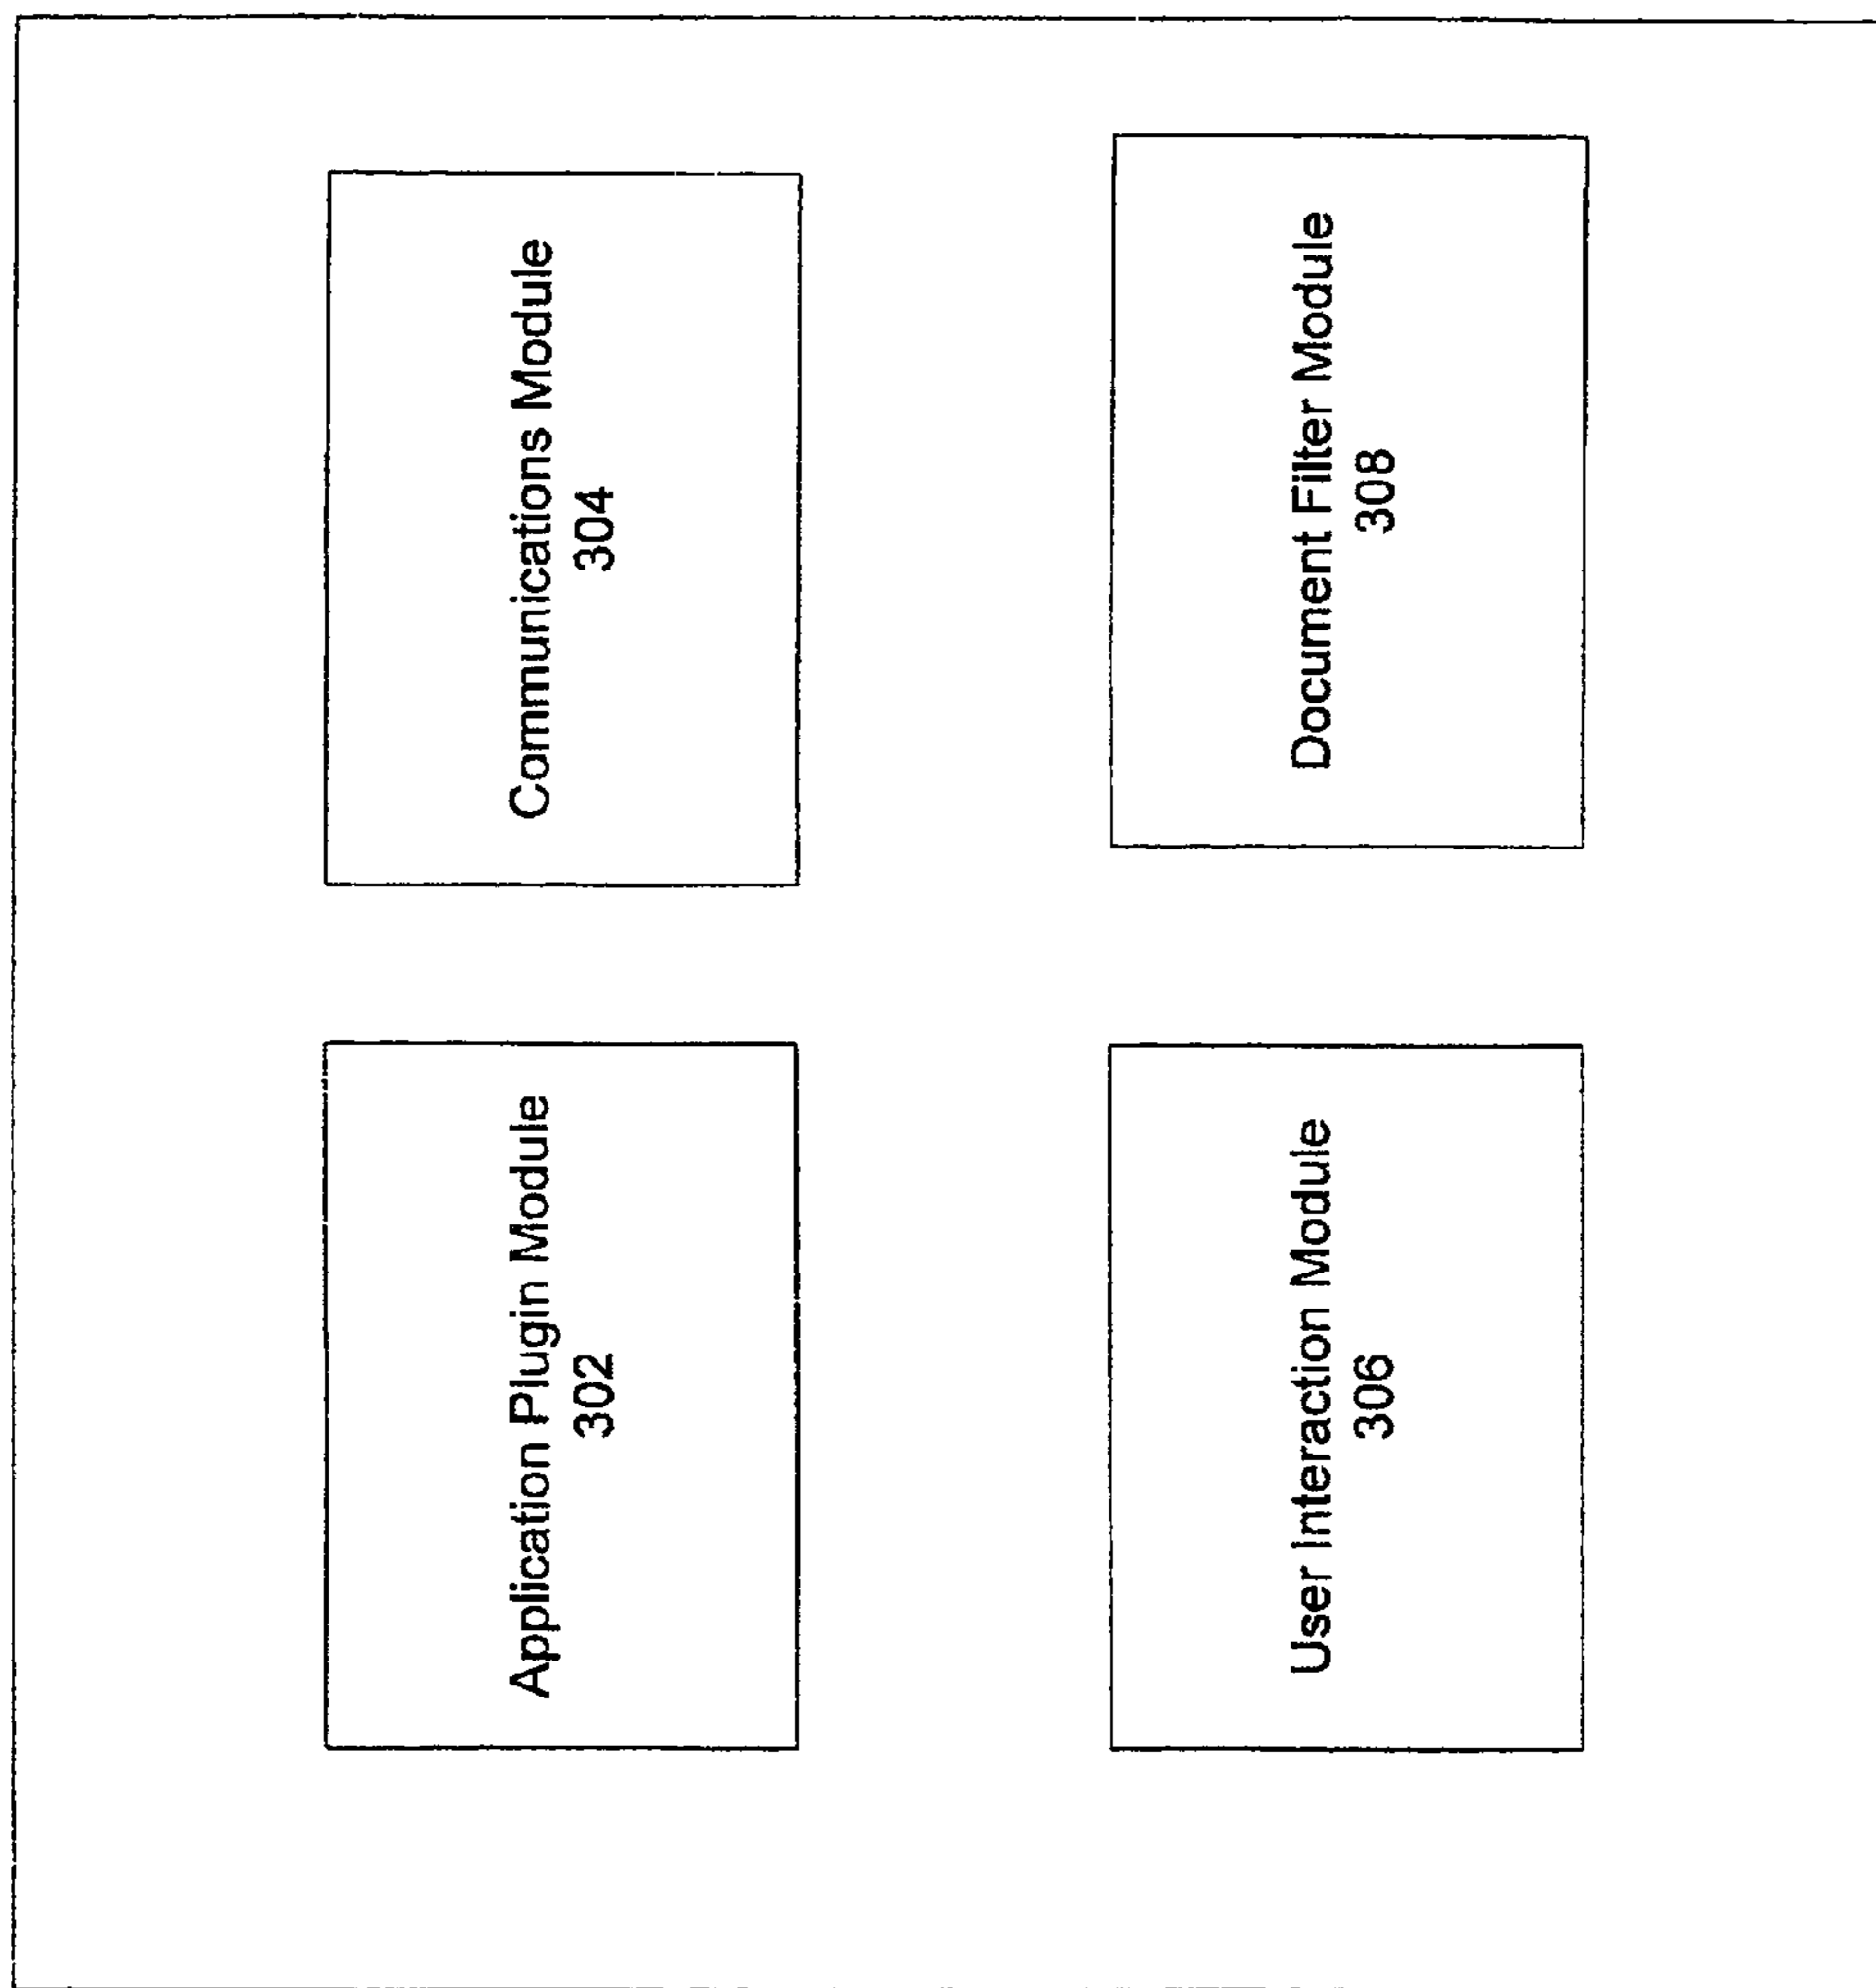 Application Plugin Module
302
Communications Module
304
User Interaction Module
306
Document Filter Module
308